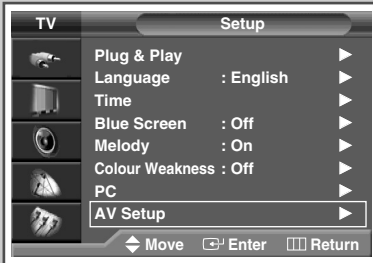 TV Setup
Plug & Play
Language : English
Time
Blue Screen : Off
Melody : On
Colour Weakness : Off
PC
AV Setup
Move Enter Return